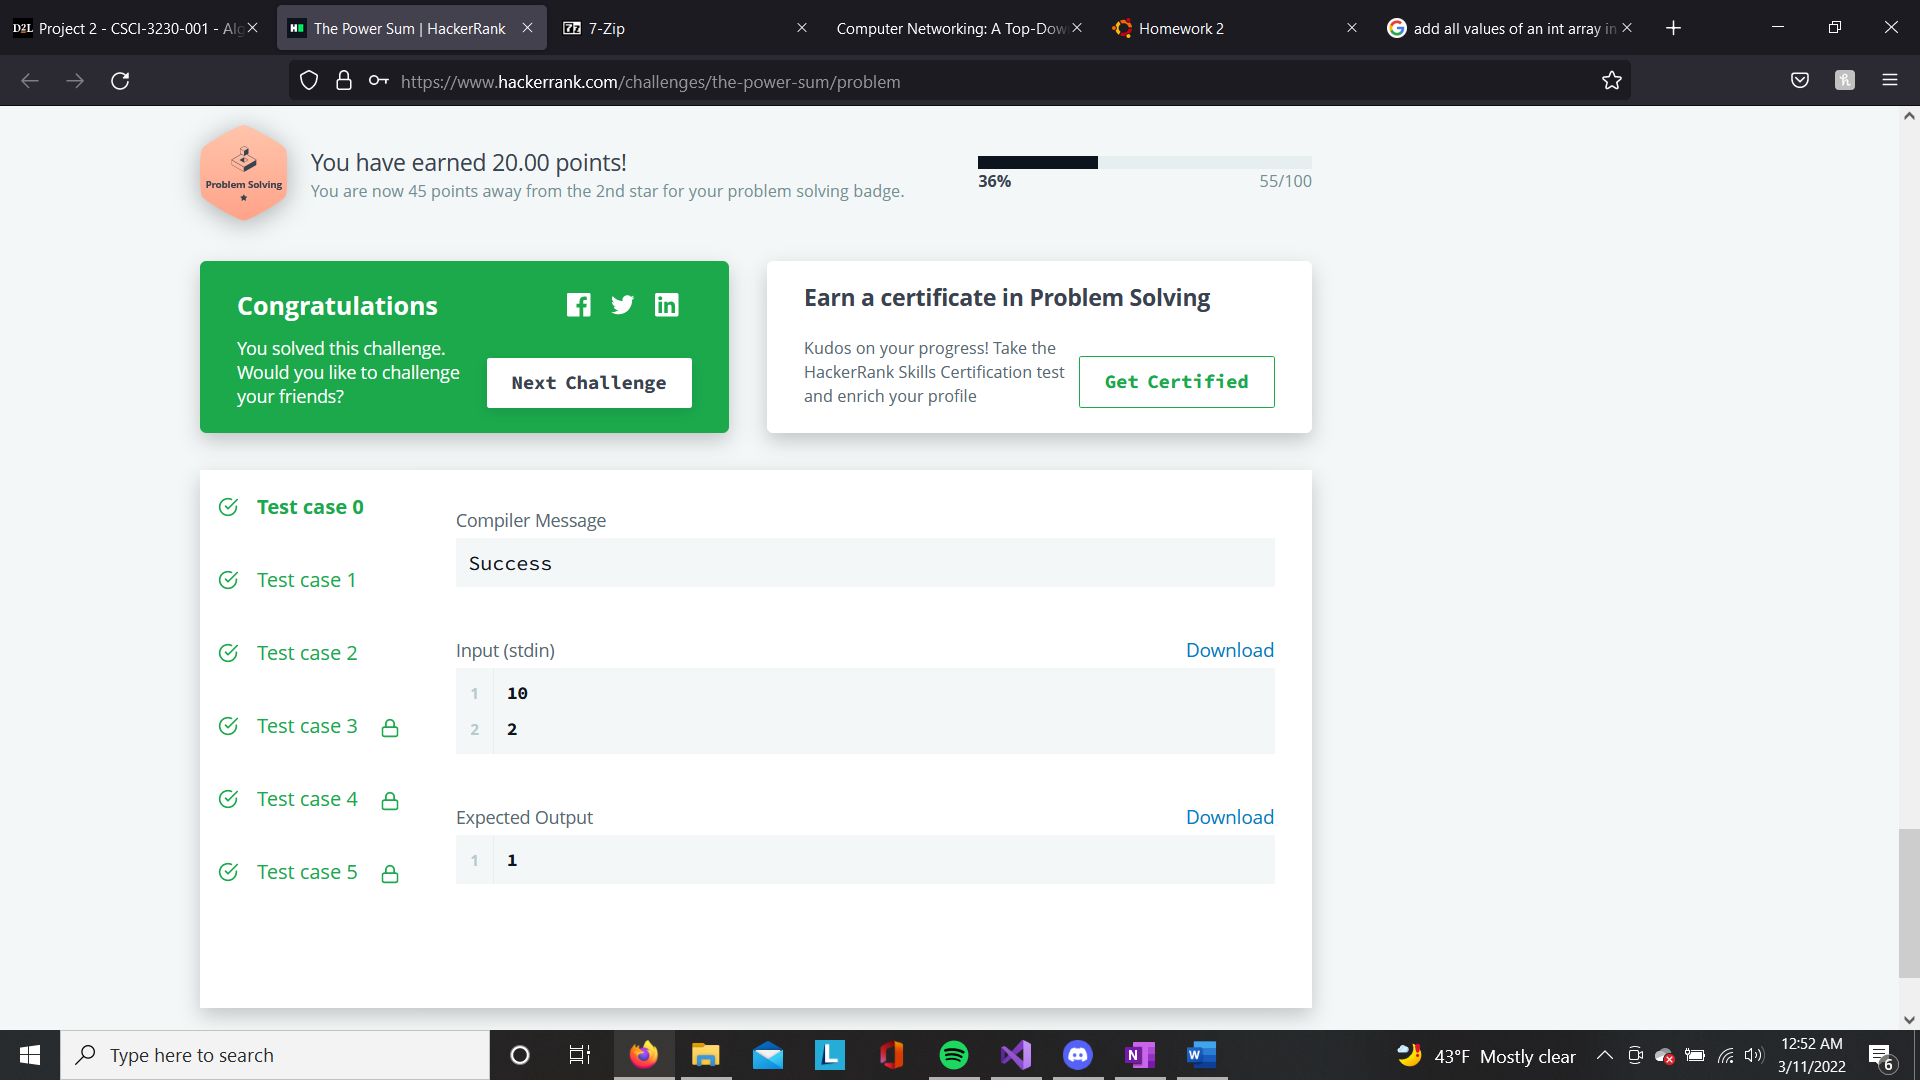 D2L Project 2 - CSCI-3230-001 - Alg
The Power Sum | HackerRank
7-Zip
Computer Networking: A Top-Dow
Homework 2
add all values of an int array in
https://www.hackerrank.com/challenges/the-power-sum/problem
Problem Solving
You have earned 20.00 points!
You are now 45 points away from the 2nd star for your problem solving badge.
36%
55/100
Congratulations
You solved this challenge.
Would you like to challenge
your friends?
Next Challenge
Earn a certificate in Problem Solving
Kudos on your progress! Take the
HackerRank Skills Certification test
and enrich your profile
Get Certified
Test case 0
Test case 1
Test case 2
Test case 3
Test case 4
Test case 5
Compiler Message
Success
Input (stdin)
Download
1 10
2 2
Expected Output
Download
1 1
Type here to search
43°F Mostly clear
12:52 AM
3/11/2022
6